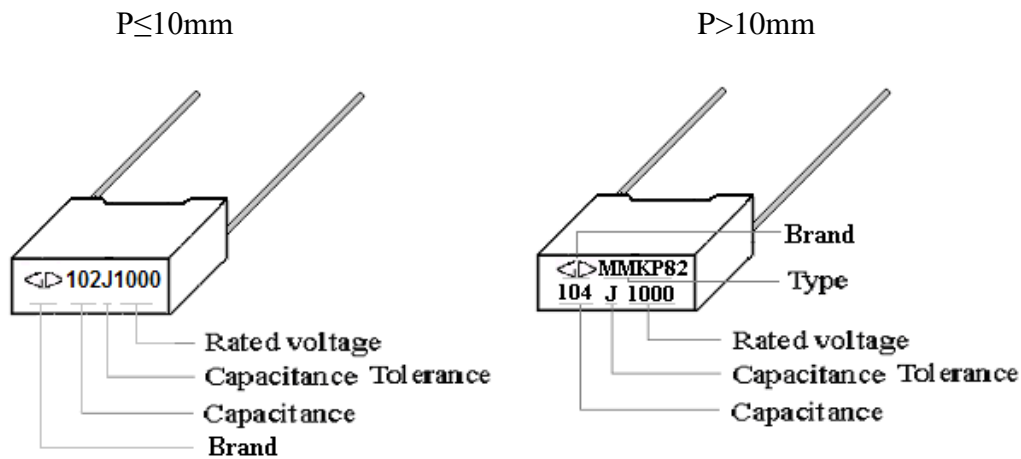 P≤10mm
P>10mm
102J1000
Rated voltage
Capacitance Tolerance
Capacitance
Brand
MMKP82
104 J 1000
Brand
Type
Rated voltage
Capacitance Tolerance
Capacitance